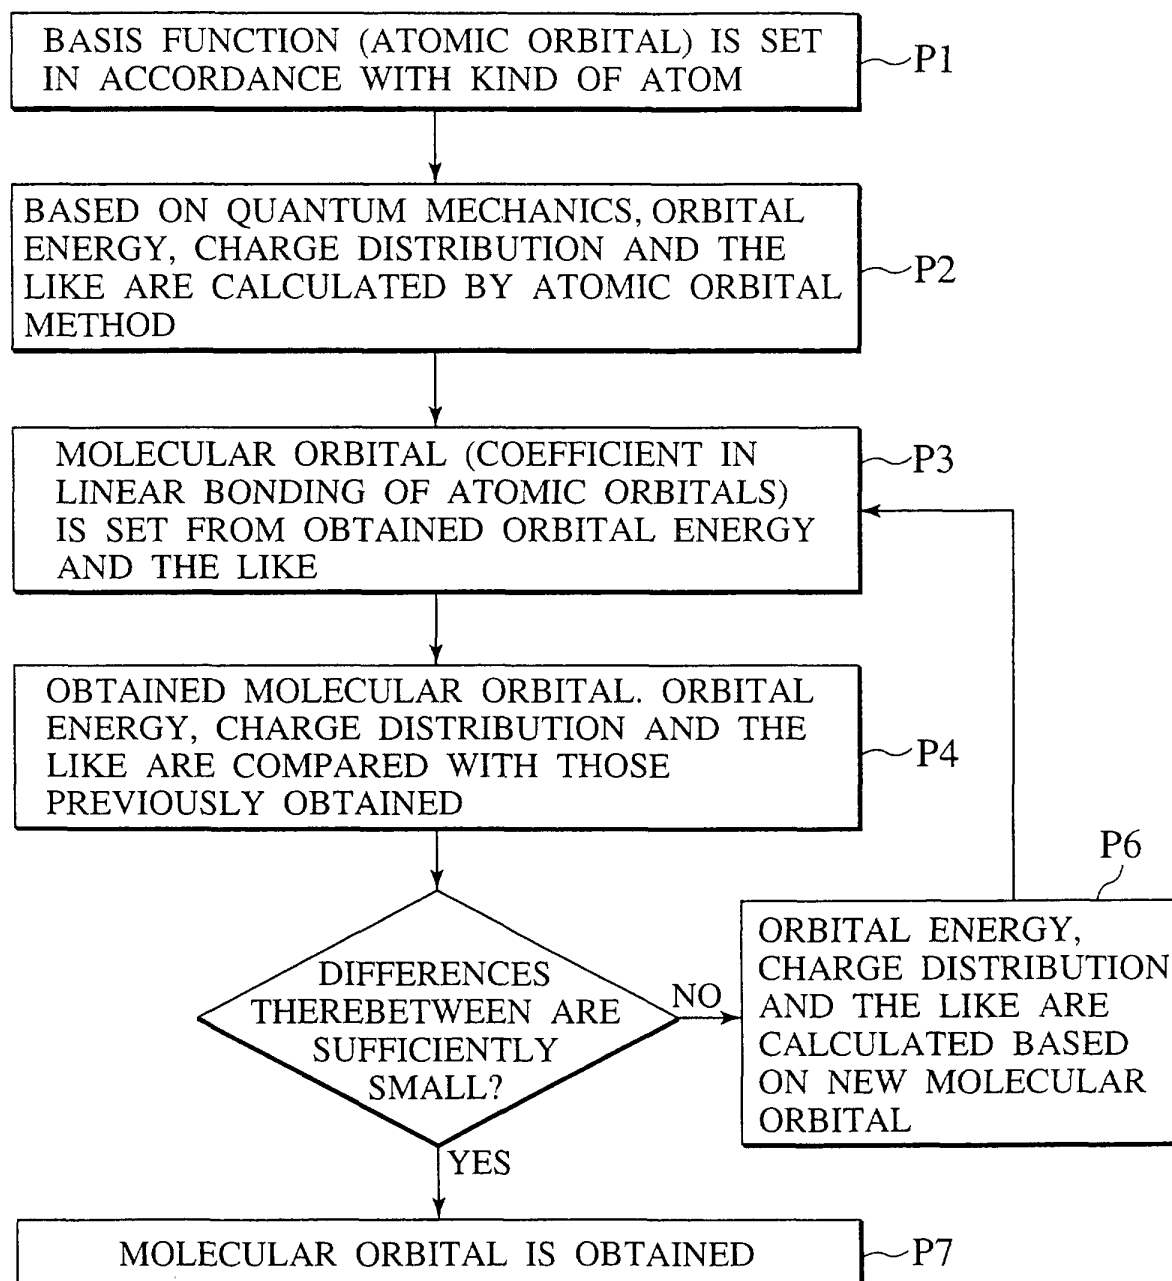 BASIS FUNCTION (ATOMIC ORBITAL) IS SET
IN ACCORDANCE WITH KIND OF ATOM
P1
BASED ON QUANTUM MECHANICS, ORBITAL
ENERGY, CHARGE DISTRIBUTION AND THE
LIKE ARE CALCULATED BY ATOMIC ORBITAL
METHOD
P2
MOLECULAR ORBITAL (COEFFICIENT IN
LINEAR BONDING OF ATOMIC ORBITALS)
IS SET FROM OBTAINED ORBITAL ENERGY
AND THE LIKE
P3
OBTAINED MOLECULAR ORBITAL. ORBITAL
ENERGY, CHARGE DISTRIBUTION AND THE
LIKE ARE COMPARED WITH THOSE
PREVIOUSLY OBTAINED
P4
DIFFERENCES
THEREBETWEEN ARE
SUFFICIENTLY
SMALL?
NO
P6
ORBITAL ENERGY,
CHARGE DISTRIBUTION
AND THE LIKE ARE
CALCULATED BASED
ON NEW MOLECULAR
ORBITAL
YES
MOLECULAR ORBITAL IS OBTAINED
P7